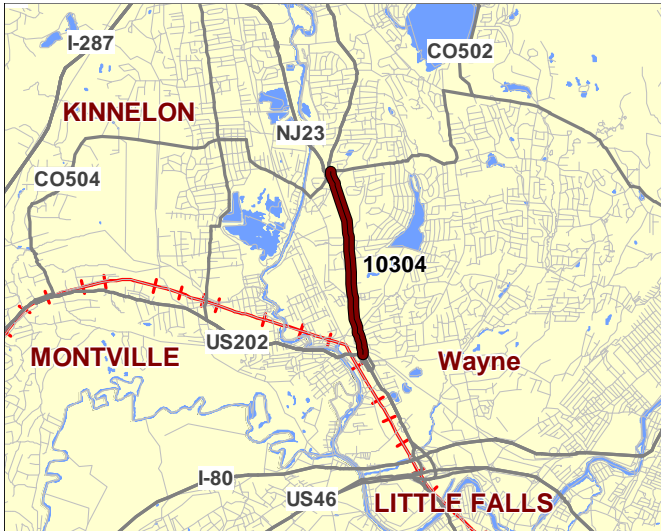 I-287
CO502
KINNELON
NJ23
CO504
10304
US202
MONTVILLE
Wayne
I-80
US46
LITTLE FALLS